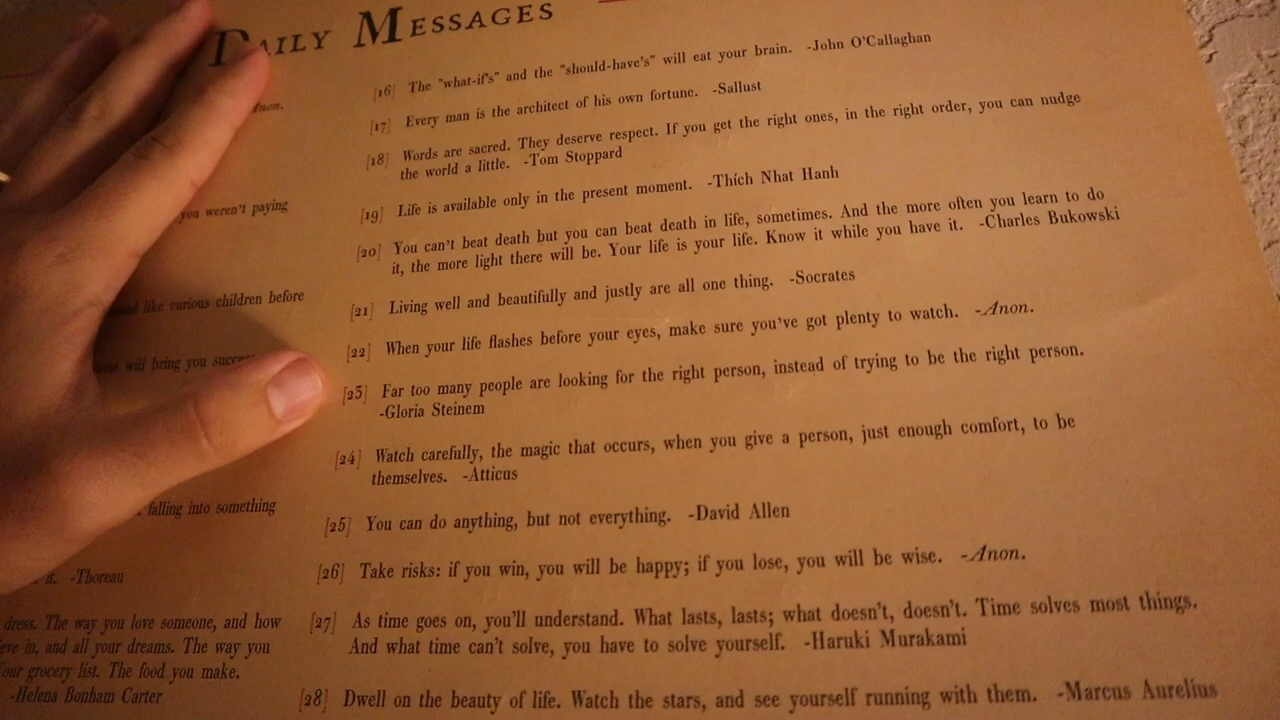 DAILY MESSAGES
Anon.
you weren't paying
like curious children before
will bring you
falling into something
it. -Thoreau
dress. The way you love someone, and how
in, and all your dreams. The way you
your grocery list. The food you make.
-Helena Bonham Carter
[16] The "what-if's" and the "should-have's" will eat your brain. -John O'Callaghan
[17] Every man is the architect of his own fortune. -Sallust
[18] Words are sacred. They deserve respect. If you get the right ones, in the right order, you can nudge
the world a little. -Tom Stoppard
[19] Life is available only in the present moment. -Thích Nhat Hanh
[20] You can't beat death but you can beat death in life, sometimes. And the more often you learn to do
it, the more light there will be. Your life is your life. Know it while you have it. -Charles Bukowski
[21] Living well and beautifully and justly are all one thing. -Socrates
[22] When your life flashes before your eyes, make sure you've got plenty to watch. -Anon.
[23] Far too many people are looking for the right person, instead of trying to be the right person.
-Gloria Steinem
[24] Watch carefully, the magic that occurs, when you give a person, just enough comfort, to be
themselves. -Atticus
[25] You can do anything, but not everything. -David Allen
[26] Take risks: if you win, you will be happy; if you lose, you will be wise. -Anon.
[27] As time goes on, you'll understand. What lasts, lasts; what doesn't, doesn't. Time solves most things.
And what time can't solve, you have to solve yourself. -Haruki Murakami
[28] Dwell on the beauty of life. Watch the stars, and see yourself running with them. -Marcus Aurelius